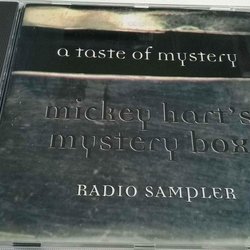 a taste of mystery
mickey hart's
mystery box
RADIO SAMPLER